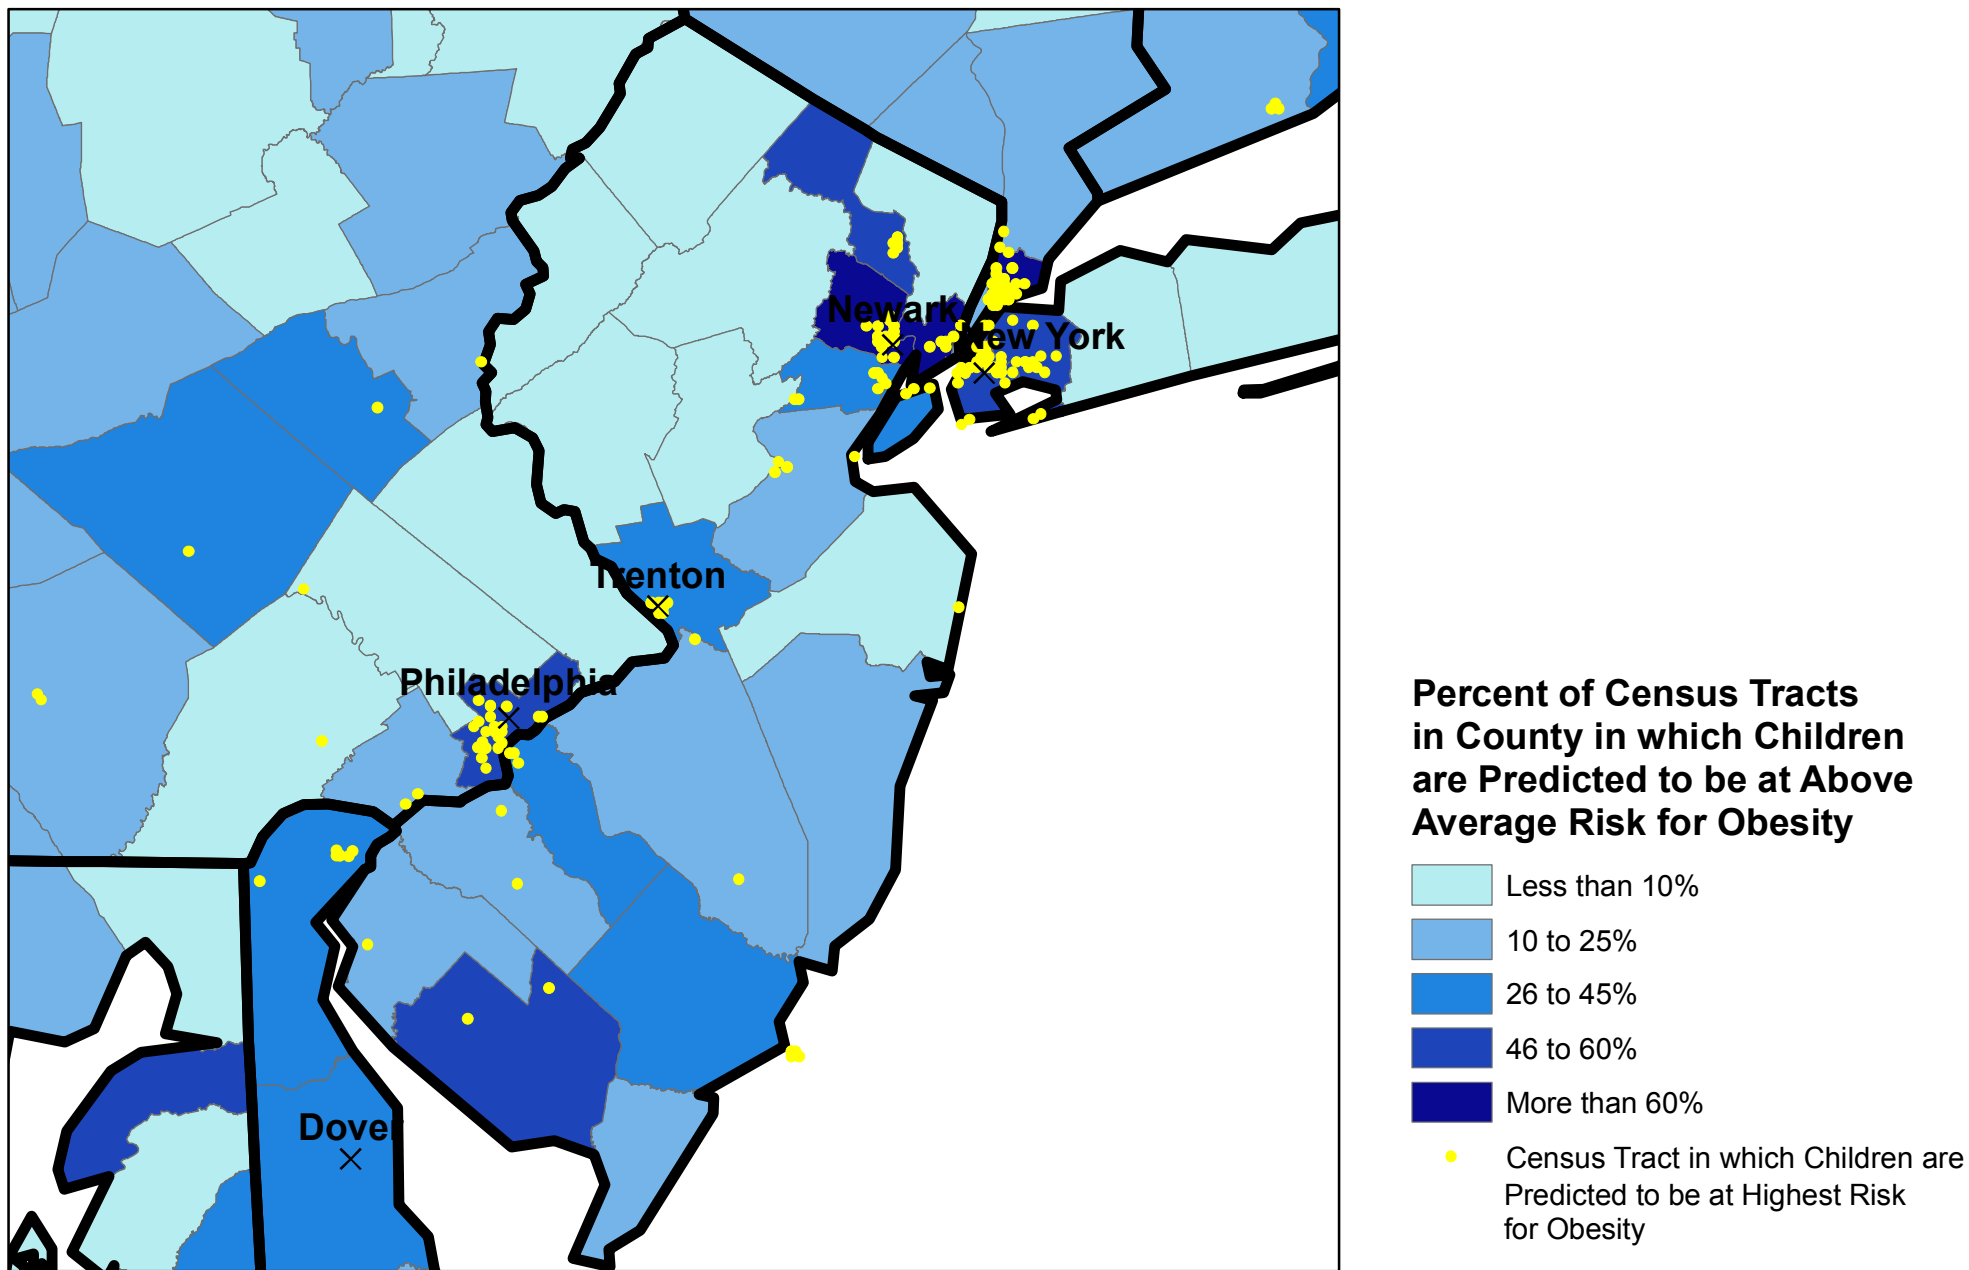 Newark
New York
Trenton
Philadelphia
Dover
Percent of Census Tracts
in County in which Children
are Predicted to be at Above
Average Risk for Obesity
Less than 10%
10 to 25%
26 to 45%
46 to 60%
More than 60%
Census Tract in which Children are
Predicted to be at Highest Risk
for Obesity